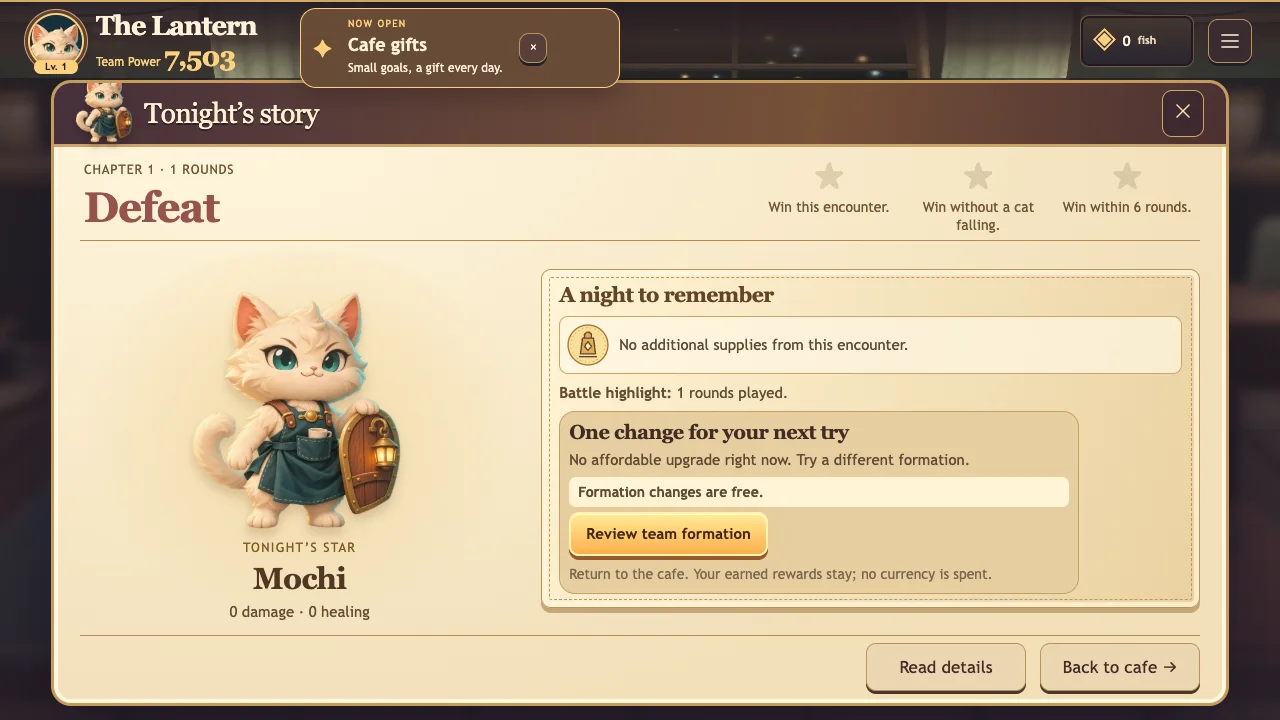 The Lantern
Team Power 7,503
Lv. 1
NOW OPEN
Cafe gifts
Small goals, a gift every day.
×
0 fish
Tonight's story
CHAPTER 1 · 1 ROUNDS
Defeat
Win this encounter.
Win without a cat
falling.
Win within 6 rounds.
TONIGHT'S STAR
Mochi
0 damage · 0 healing
A night to remember
No additional supplies from this encounter.
Battle highlight: 1 rounds played.
One change for your next try
No affordable upgrade right now. Try a different formation.
Formation changes are free.
Review team formation
Return to the cafe. Your earned rewards stay; no currency is spent.
Read details
Back to cafe →